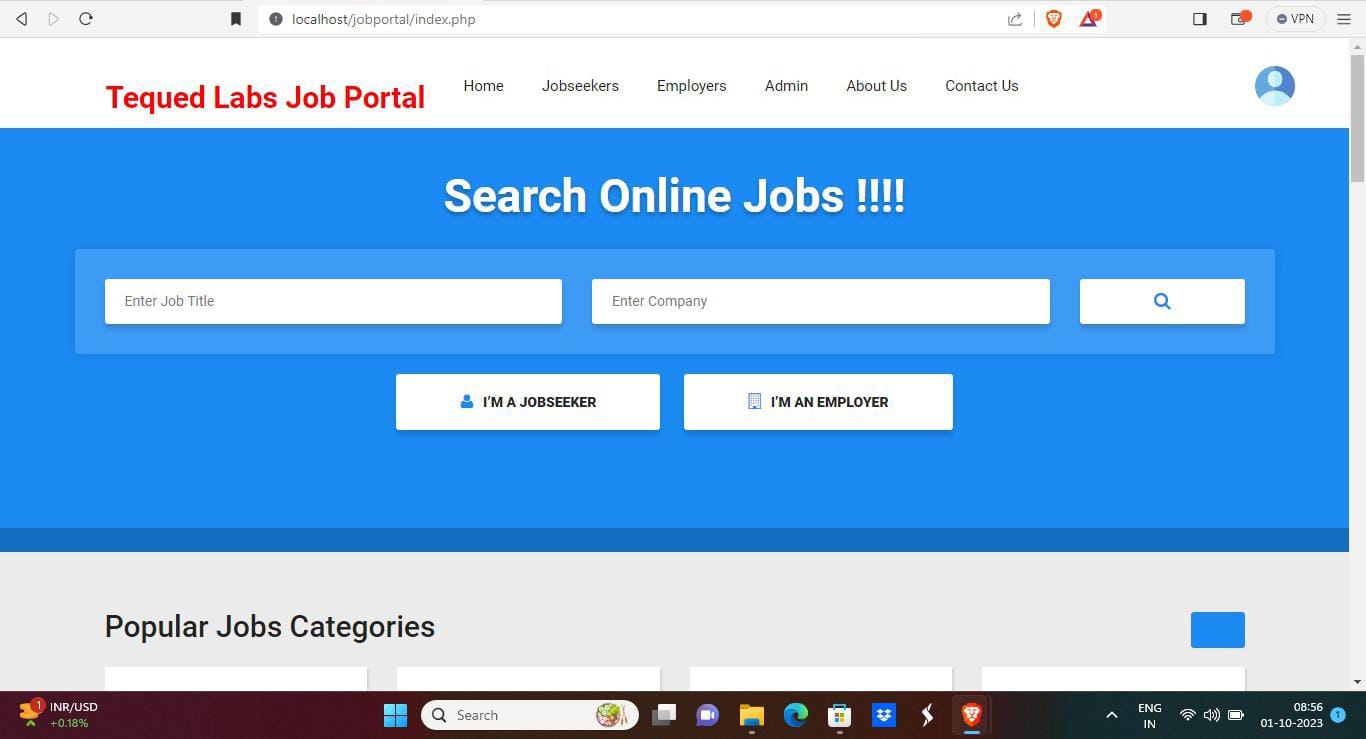 localhost/jobportal/index.php
1
VPN
Tequed Labs Job Portal
Home
Jobseekers
Employers
Admin
About Us
Contact Us
Search Online Jobs !!!!
Enter Job Title
Enter Company
I'M A JOBSEEKER
I'M AN EMPLOYER
Popular Jobs Categories
1
INR/USD
+0.18%
Search
ENG
IN
08:56
01-10-2023
1